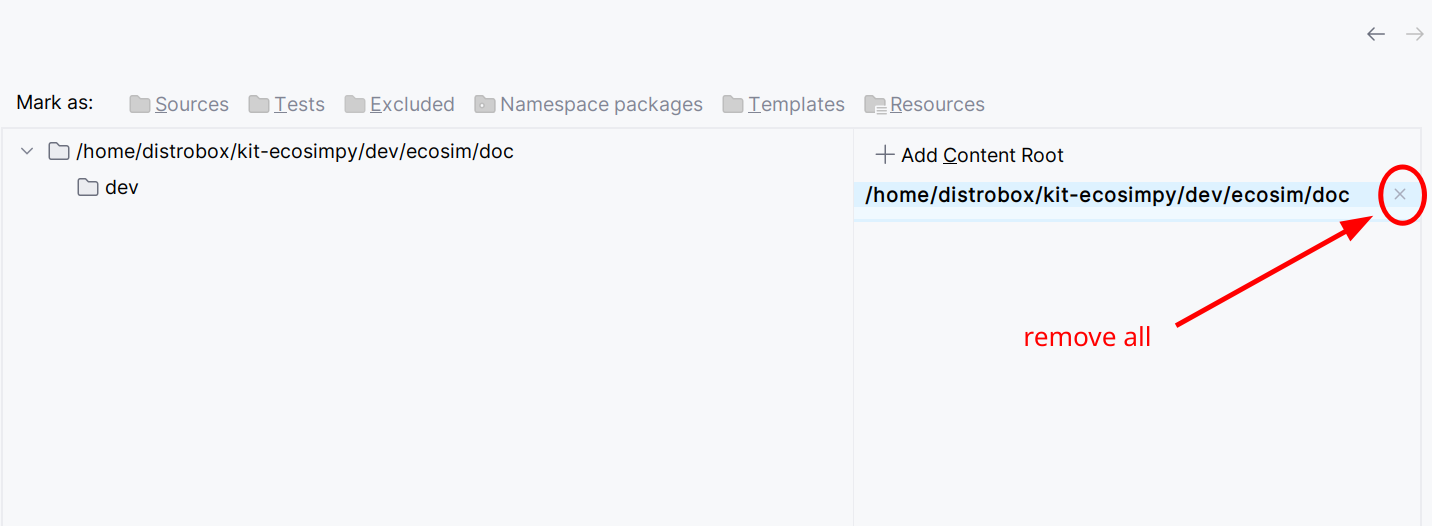 Mark as: Sources Tests Excluded Namespace packages Templates Resources
/home/distrobox/kit-ecosimpy/dev/ecosim/doc
dev
Add Content Root
/home/distrobox/kit-ecosimpy/dev/ecosim/doc
remove all